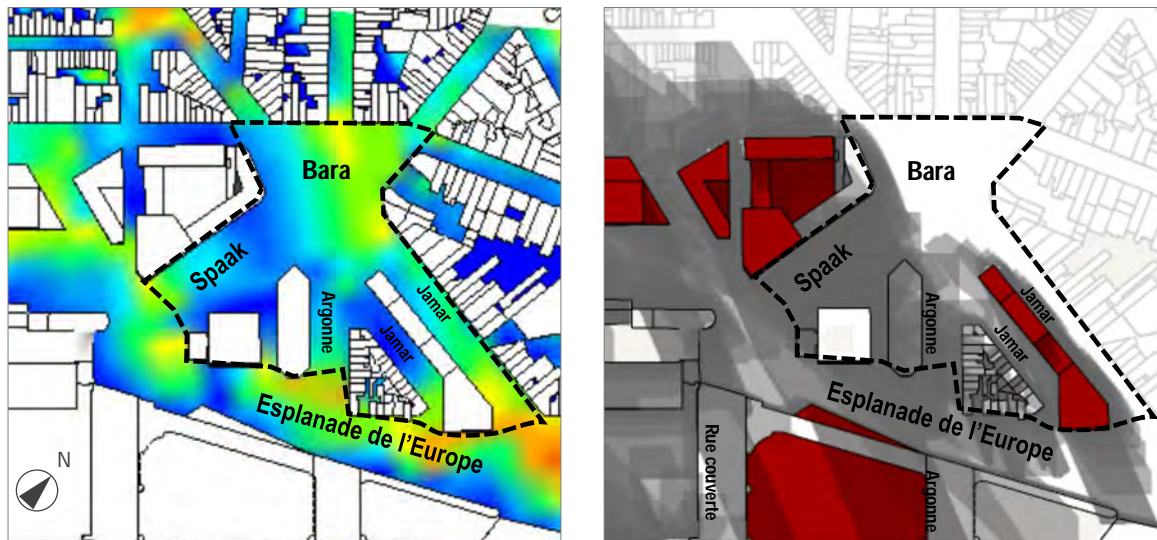 Bara
Spaak
Argonne
Jamar
Jamar
Esplanade de l'Europe
N
Bara
Spaak
Argonne
Jamar
Jamar
Esplanade de l'Europe
Rue couverte
Argonne